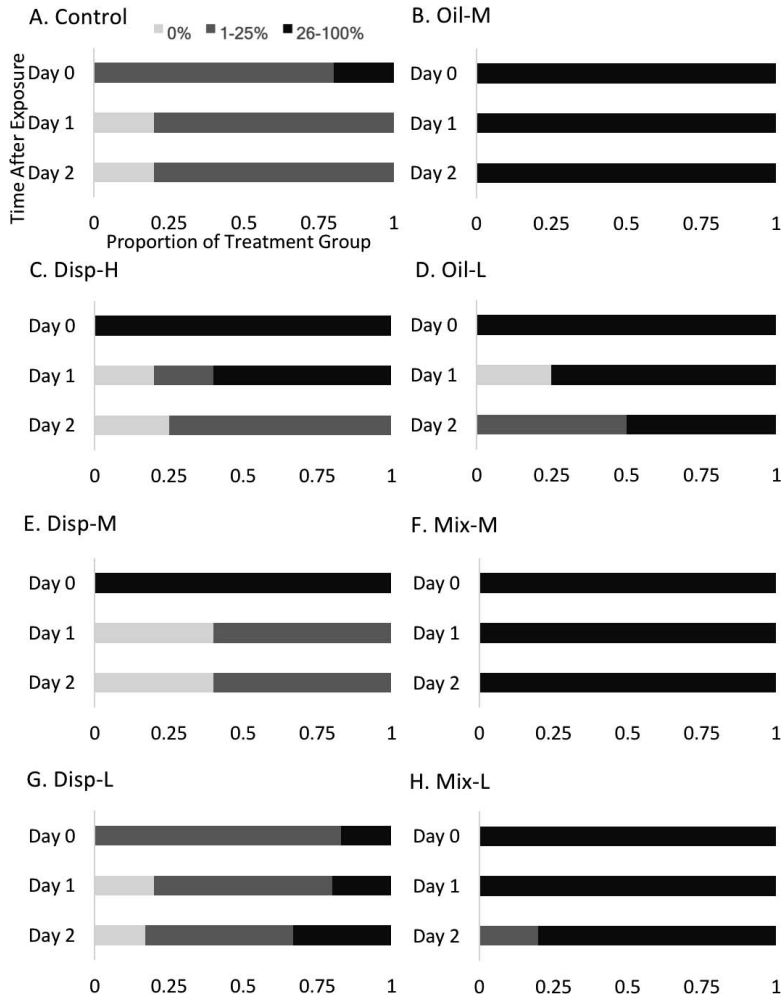 A. Control
0% 1-25% 26-100%
B. Oil-M
Time After Exposure
Day 0
Day 1
Day 2
0 0.25 0.5 0.75 1
Proportion of Treatment Group
Day 0
Day 1
Day 2
0 0.25 0.5 0.75 1
C. Disp-H
Day 0
Day 1
Day 2
0 0.25 0.5 0.75 1
D. Oil-L
Day 0
Day 1
Day 2
0 0.25 0.5 0.75 1
E. Disp-M
Day 0
Day 1
Day 2
0 0.25 0.5 0.75 1
F. Mix-M
Day 0
Day 1
Day 2
0 0.25 0.5 0.75 1
G. Disp-L
Day 0
Day 1
Day 2
0 0.25 0.5 0.75 1
H. Mix-L
Day 0
Day 1
Day 2
0 0.25 0.5 0.75 1